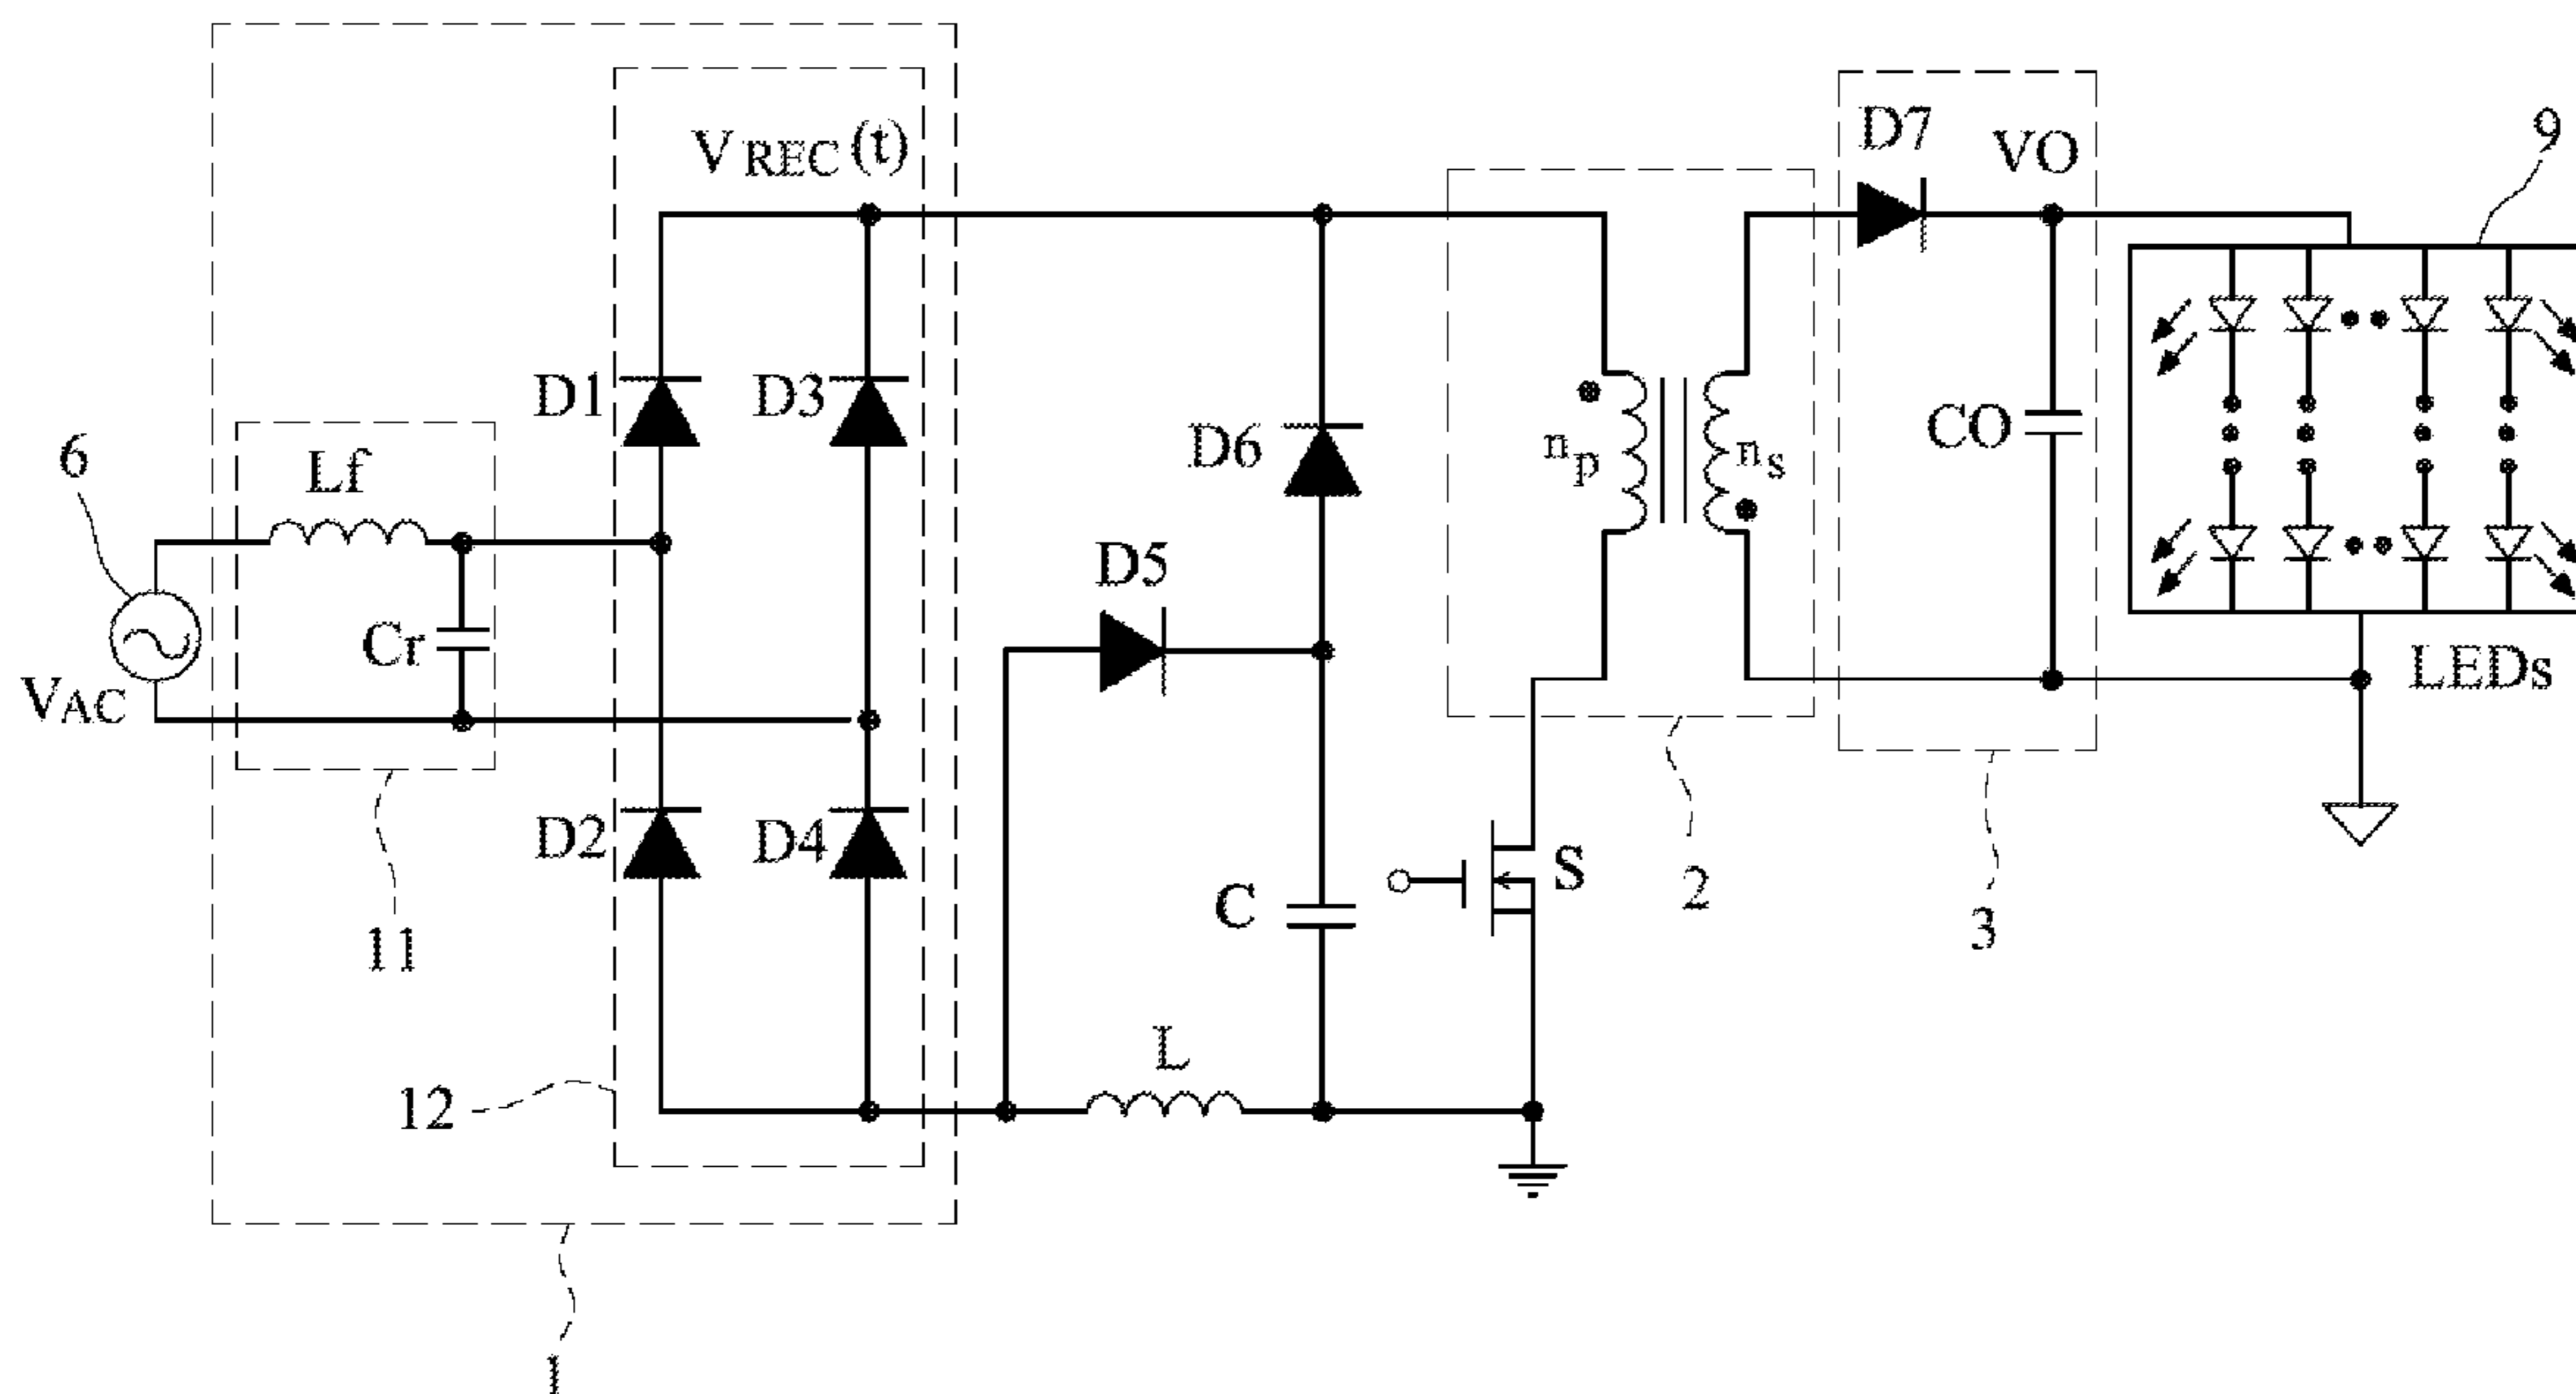 VREC (t)
D7
VO
9
D1
D3
6
Lf
D6
np
ns
CO
D5
Cr
VAC
LEDs
D2
D4
S
C
2
11
3
L
12
1